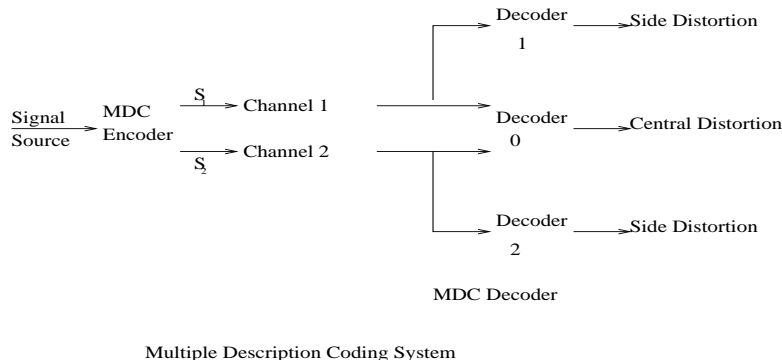 Decoder
1
Side Distortion
S1
Channel 1
Signal
Source
MDC
Encoder
Decoder
0
Central Distortion
S2
Channel 2
Decoder
2
Side Distortion
MDC Decoder
Multiple Description Coding System